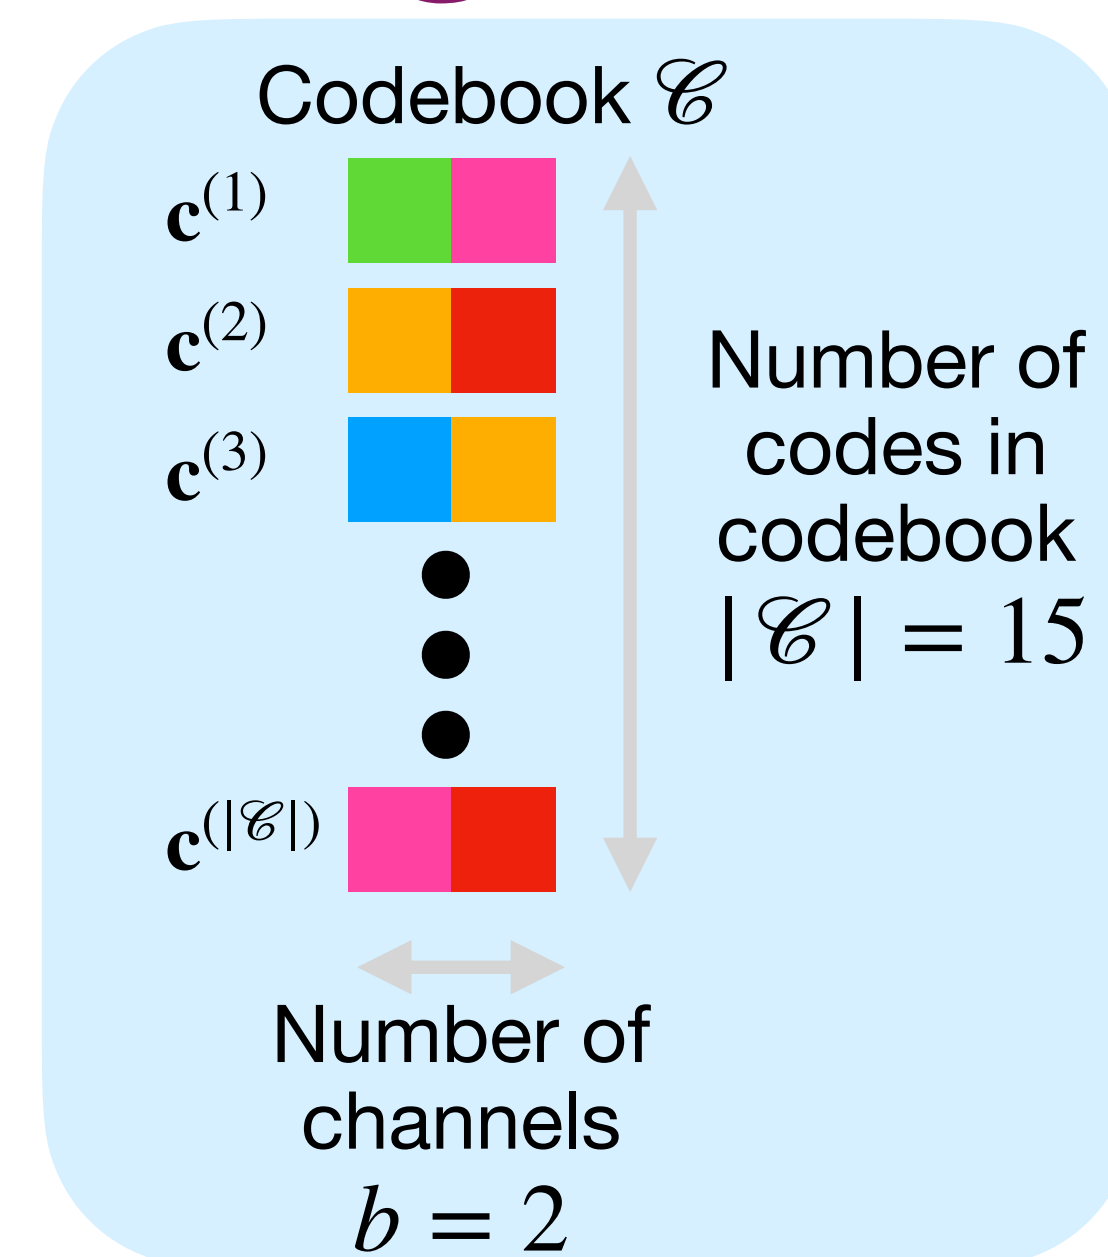 Codebook 𝒞
c⁽¹⁾
c⁽²⁾
c⁽³⁾
c⁽|𝒞|⁾
Number of
codes in
codebook
|𝒞| = 15
Number of
channels
b = 2